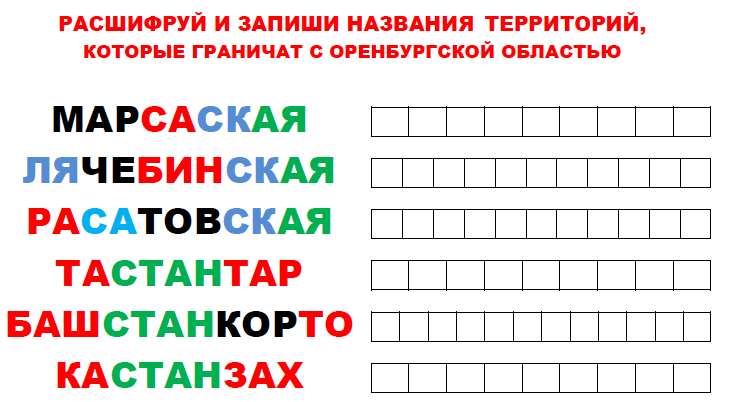 РАСШИФРУЙ И ЗАПИШИ НАЗВАНИЯ ТЕРРИТОРИЙ,
КОТОРЫЕ ГРАНИЧАТ С ОРЕНБУРГСКОЙ ОБЛАСТЬЮ
МАРСАСКАЯ
ЛЯЧЕБИНСКАЯ
РАСАТОВСКАЯ
ТАСТАНТАР
БАШСТАНКОРТО
КАСТАНЗАХ